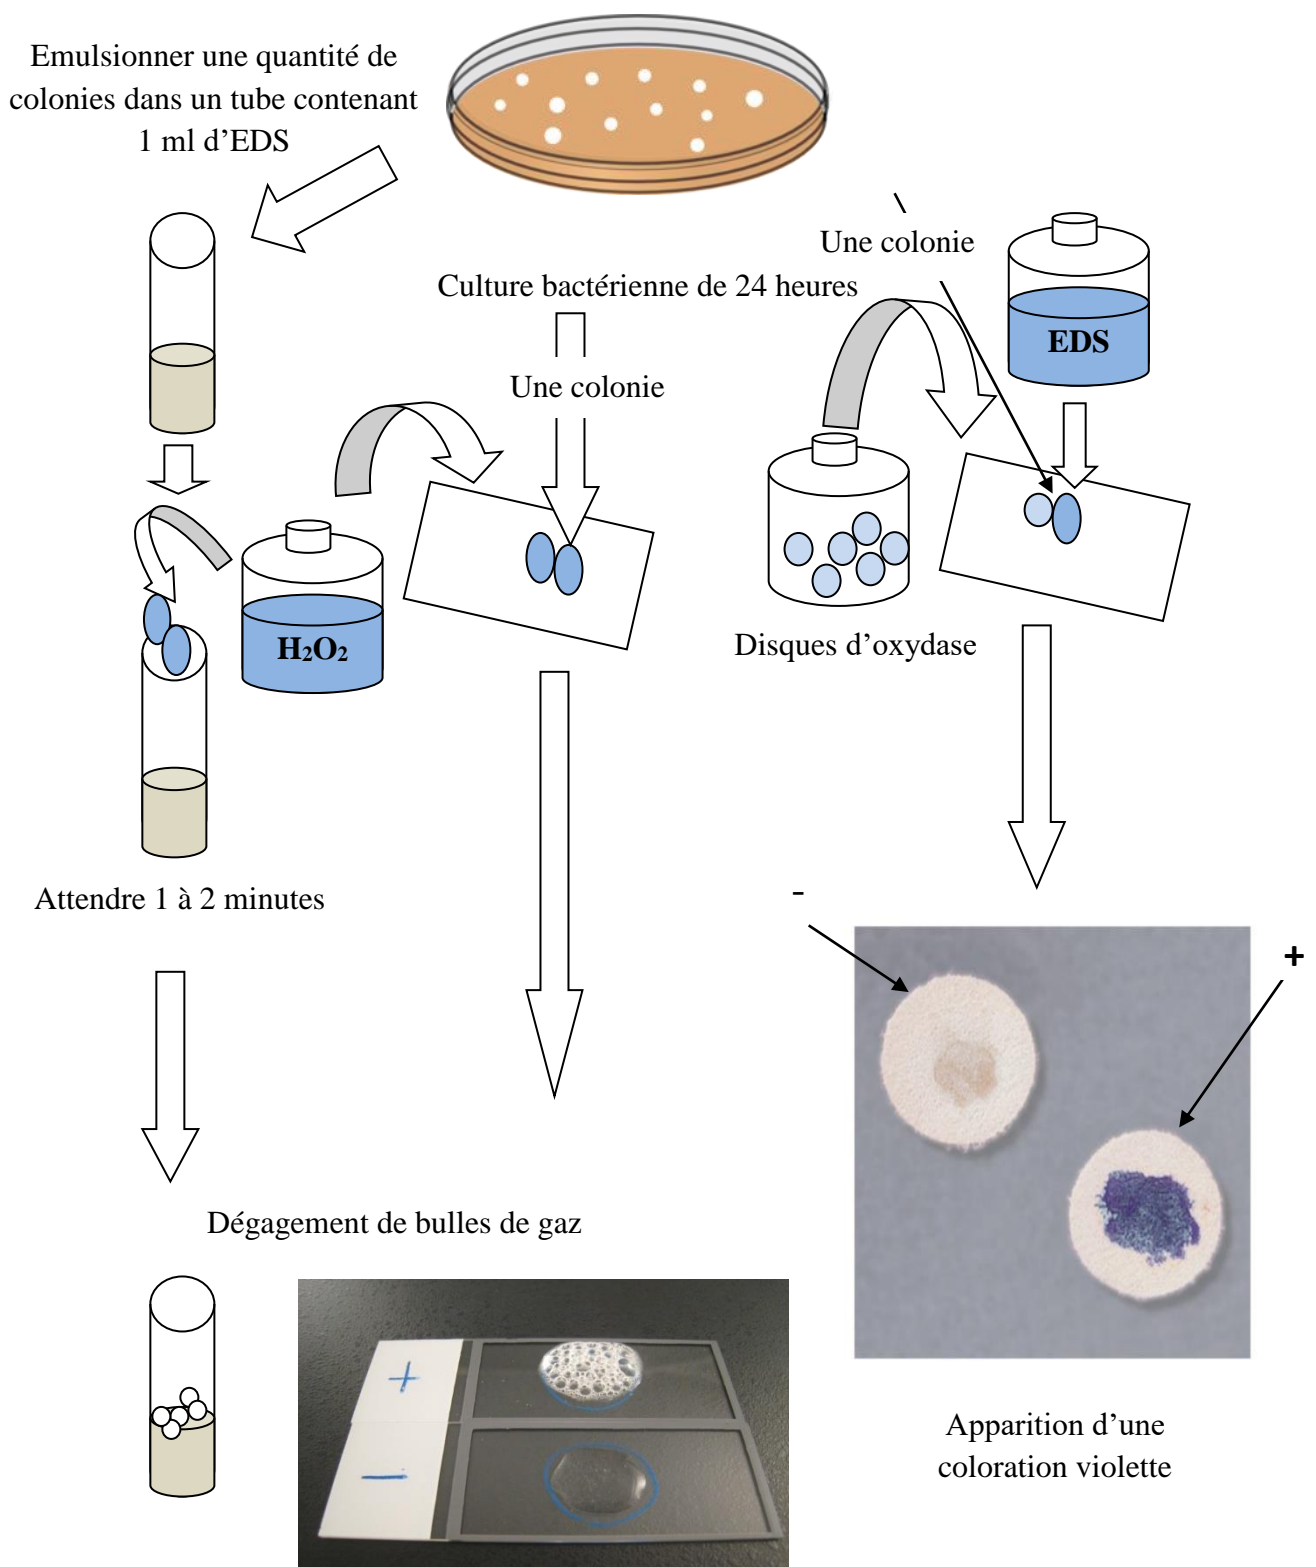 Emulsionner une quantité de
colonies dans un tube contenant
1 ml d’EDS
Une colonie
Culture bactérienne de 24 heures
EDS
Une colonie
H₂O₂
Disques d’oxydase
Attendre 1 à 2 minutes
-
+
Dégagement de bulles de gaz
+
−
Apparition d’une
coloration violette